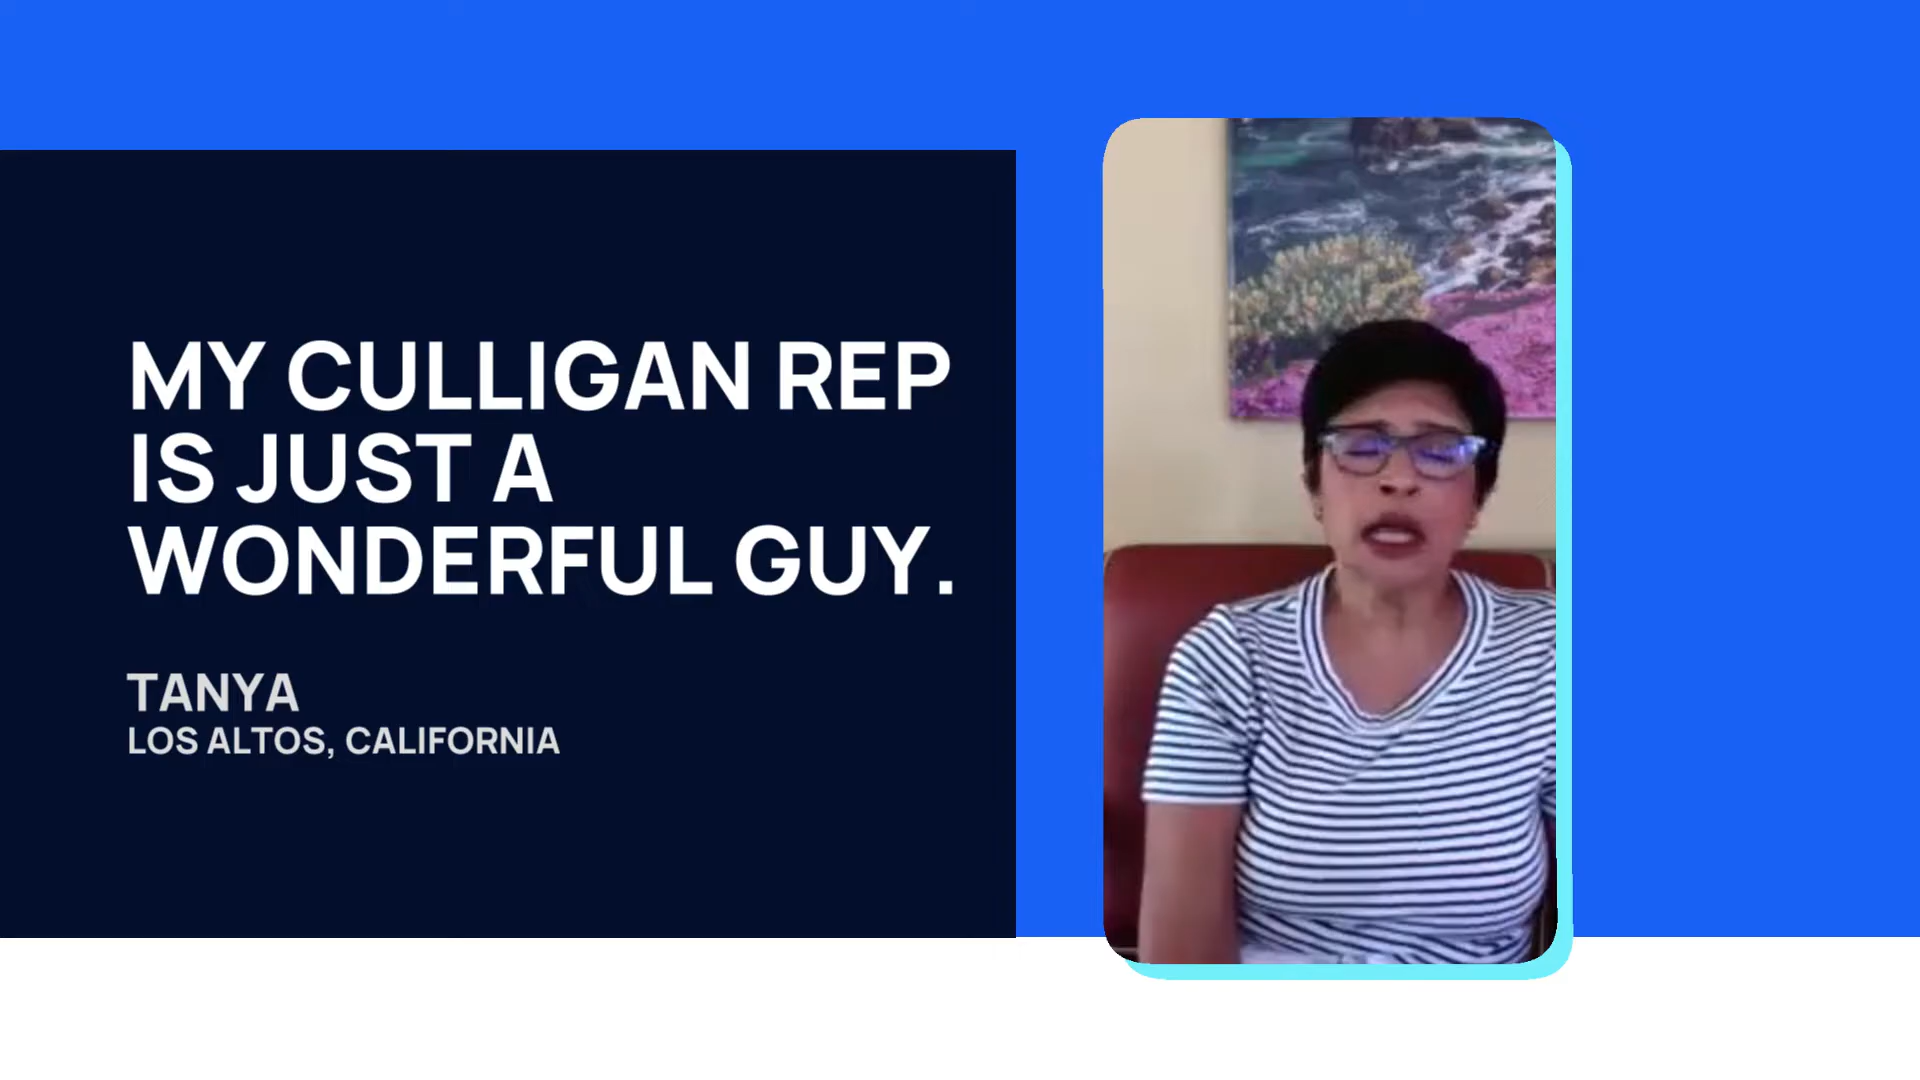 MY CULLIGAN REP
IS JUST A
WONDERFUL GUY.
TANYA
LOS ALTOS, CALIFORNIA